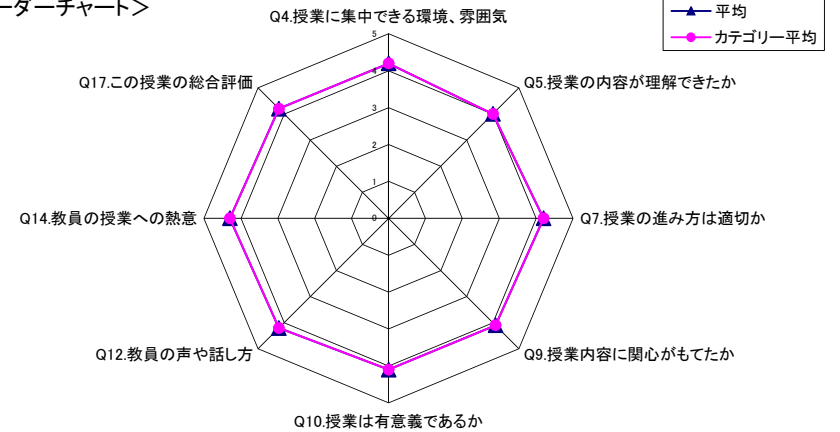 ーダーチャート＞
平均
カテゴリー平均
Q4.授業に集中できる環境、雰囲気
Q5.授業の内容が理解できたか
Q7.授業の進み方は適切か
Q9.授業内容に関心がもてたか
Q10.授業は有意義であるか
Q12.教員の声や話し方
Q14.教員の授業への熱意
Q17.この授業の総合評価
5
4
3
2
1
0